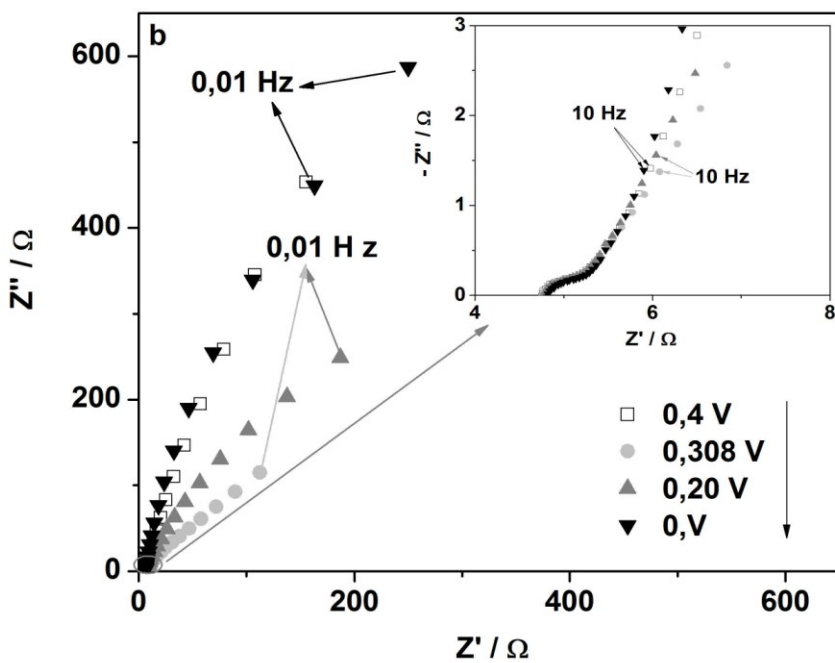 b
600
400
200
0
0
200
400
600
Z'' / Ω
Z' / Ω
0,01 Hz
0,01 H z
3
2
1
0
4
6
8
- Z'' / Ω
Z' / Ω
10 Hz
10 Hz
0,4 V
0,308 V
0,20 V
0,V